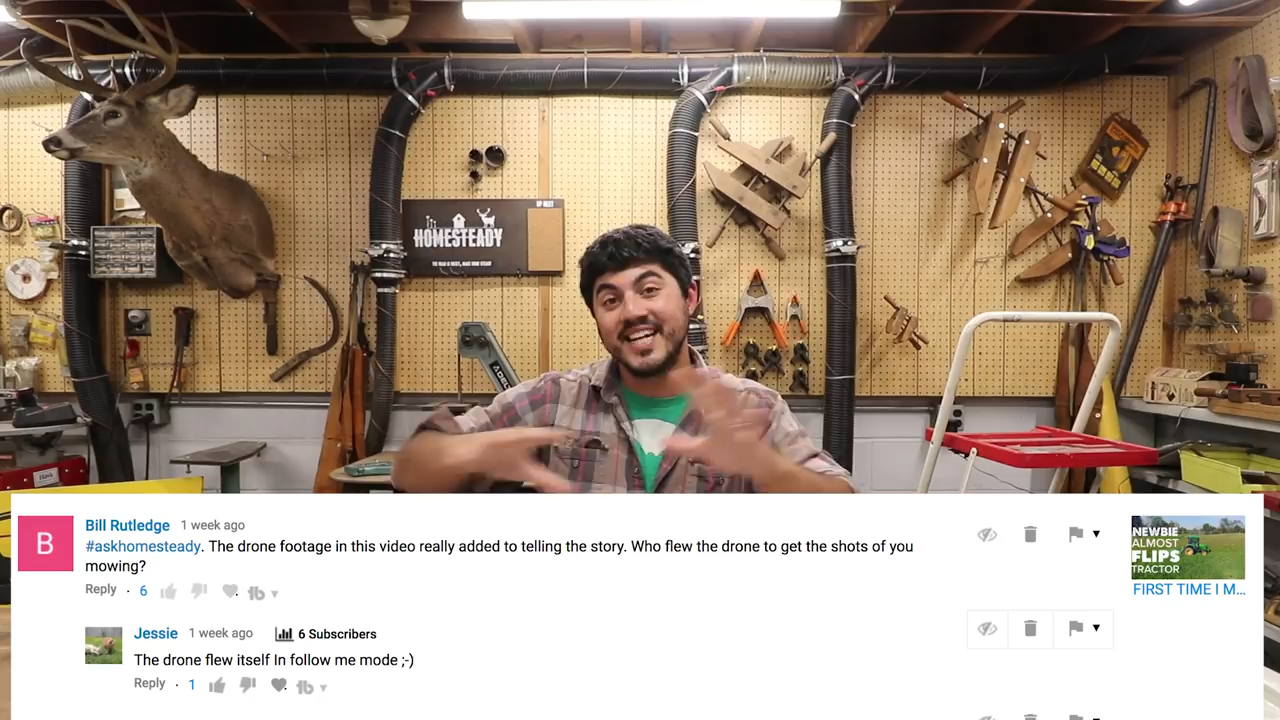 UP NEXT
HOMESTEADY
Bill Rutledge 1 week ago
#askhomesteady. The drone footage in this video really added to telling the story. Who flew the drone to get the shots of you
mowing?
Reply · 6
NEWBIE
ALMOST
FLIPS
TRACTOR
FIRST TIME I M...
Jessie 1 week ago 6 Subscribers
The drone flew itself In follow me mode ;-)
Reply · 1
B